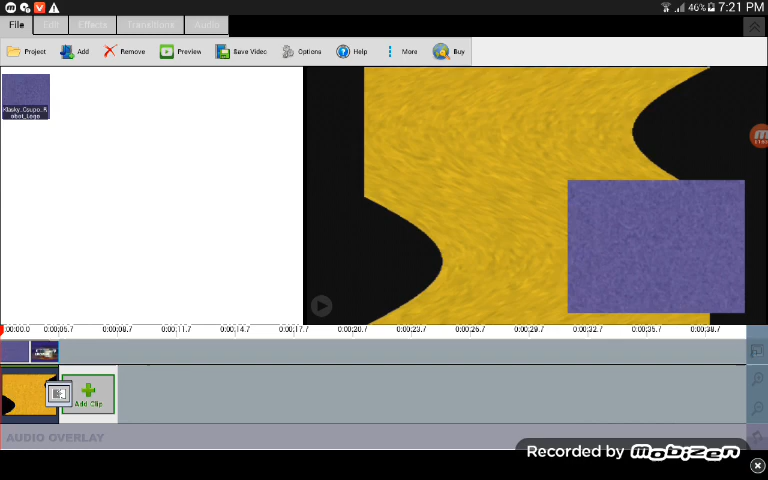 46% 7:21 PM
File Edit Effects Transitions Audio
Project Add Remove Preview Save Video Options Help More Buy
Klasky_Csupo_R
obot_Logo
0:00:05.7 0:00:08.7 0:00:11.7 0:00:14.7 0:00:17.7 0:00:20.7 0:00:23.7 0:00:26.7 0:00:29.7 0:00:32.7 0:00:35.7 0:00:38.7
Add Clip
AUDIO OVERLAY
Recorded by mobizen